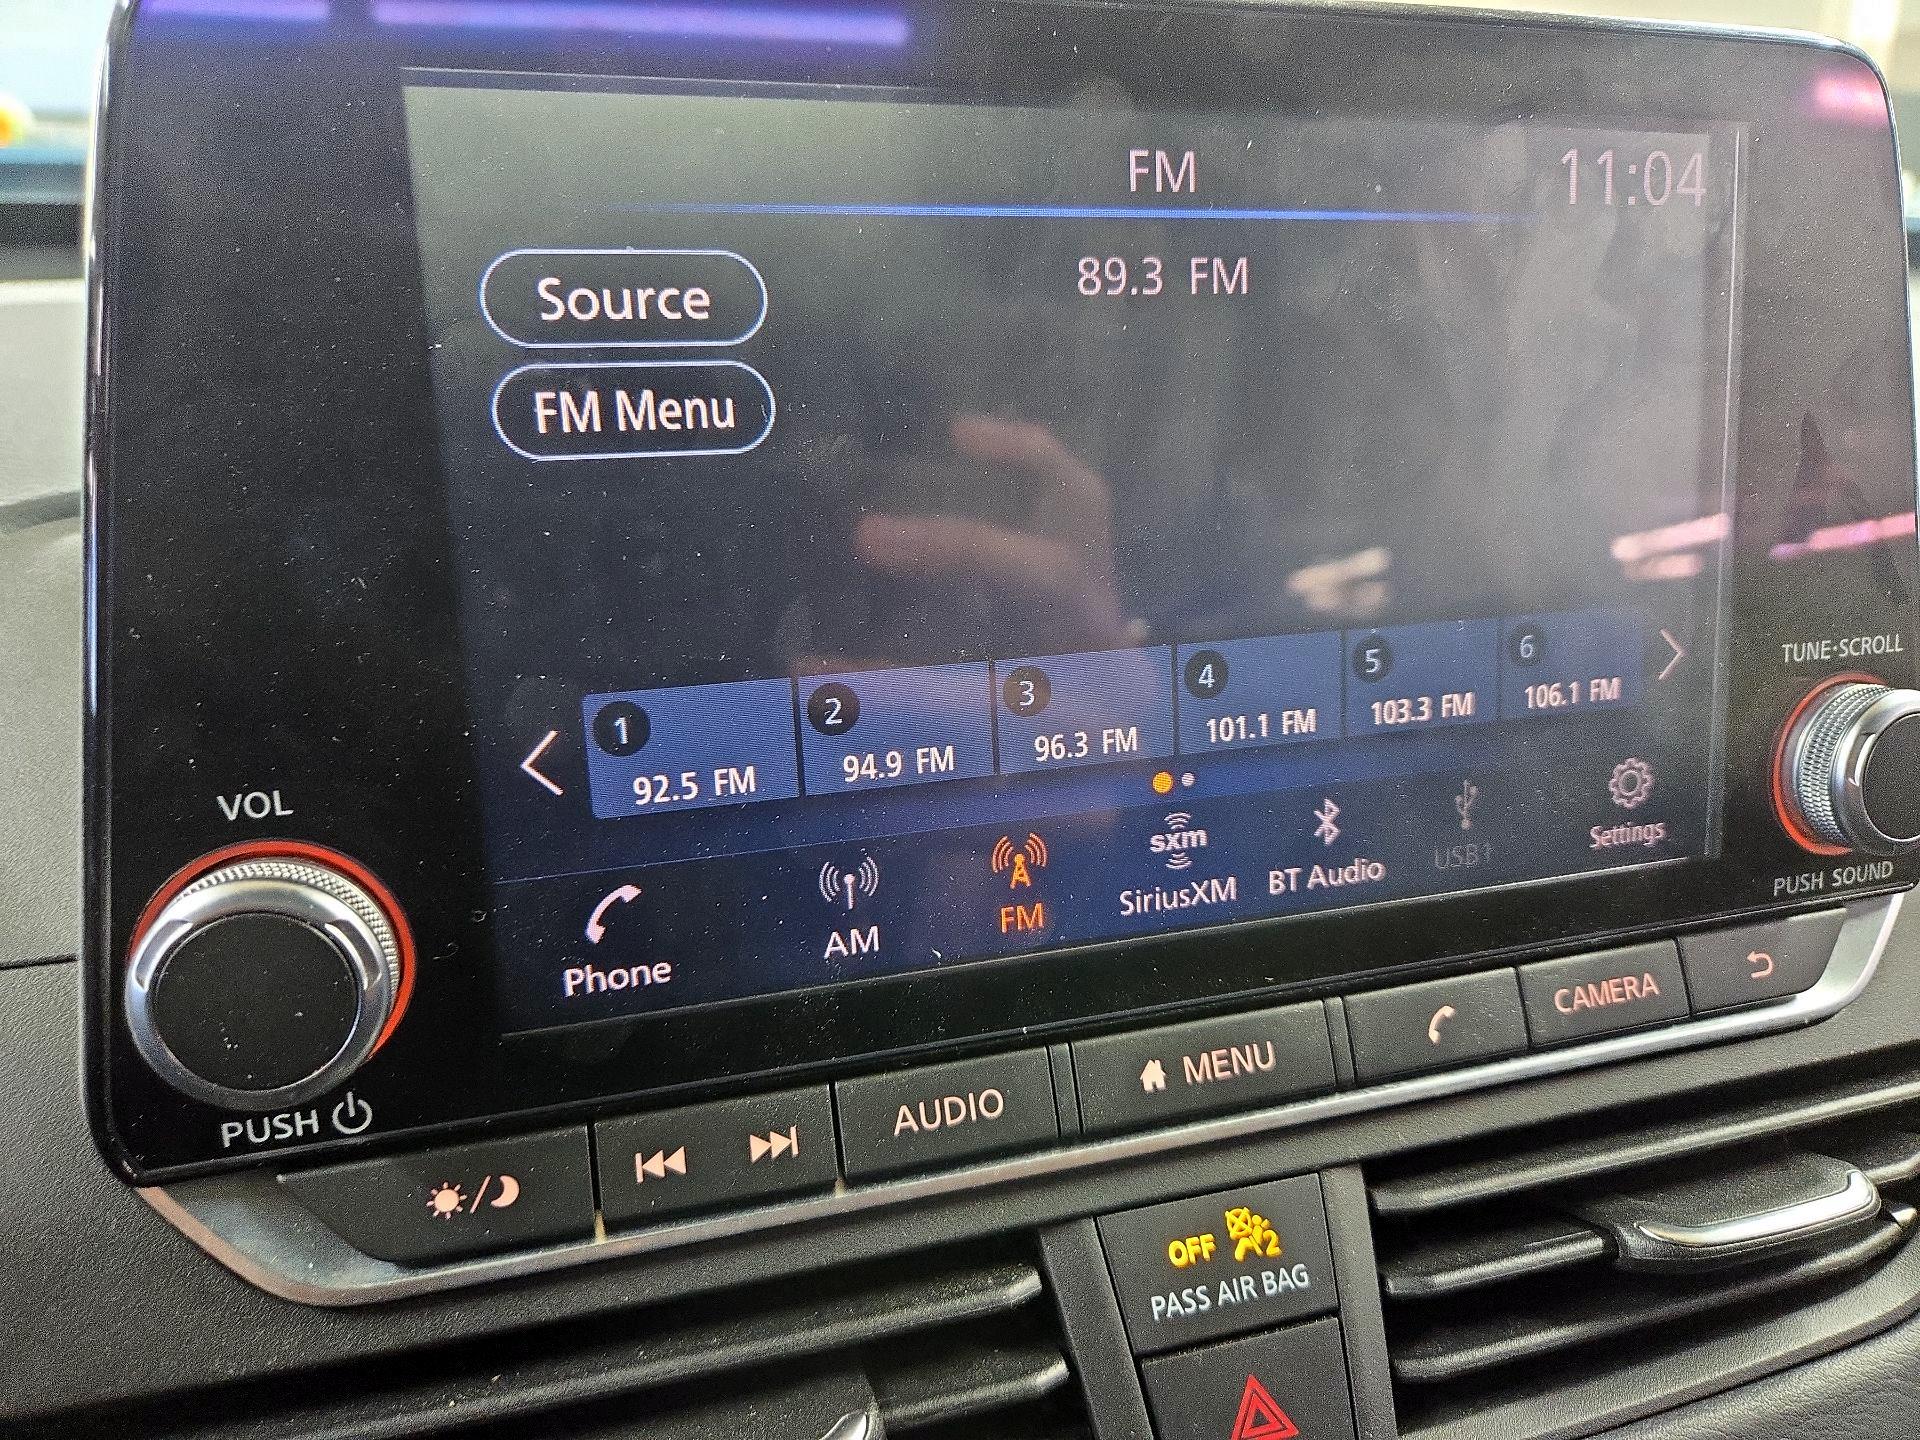 FM
11:04
Source
89.3 FM
FM Menu
1
92.5 FM
2
94.9 FM
3
96.3 FM
4
101.1 FM
5
103.3 FM
6
106.1 FM
Phone
AM
FM
sxm
SiriusXM
BT Audio
USB1
Settings
VOL
PUSH
TUNE·SCROLL
PUSH SOUND
AUDIO
MENU
CAMERA
OFF 2
PASS AIR BAG